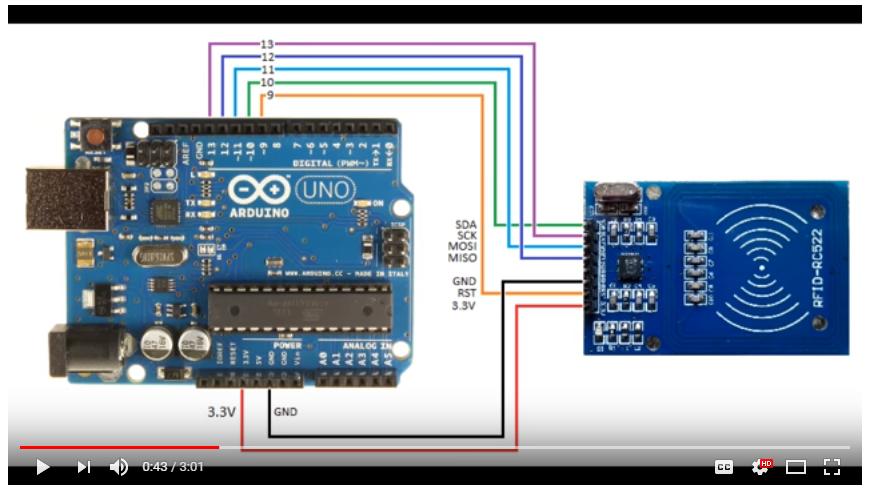 13
12
11
10
9
AREF
GND
13
12
~11
~10
~9
8
7
~6
~5
4
~3
2
TX→1
RX←0
DIGITAL (PWM~)
L
TX
RX
UNO
ARDUINO
ON
ICSP
WWW.ARDUINO.CC - MADE IN ITALY
SDA
SCK
MOSI
MISO
GND
RST
3.3V
RFID-RC522
POWER
ANALOG IN
IOREF
RESET
3.3V
5V
GND
GND
Vin
A0
A1
A2
A3
A4
A5
3.3V
GND
0:43 / 3:01
CC
HD